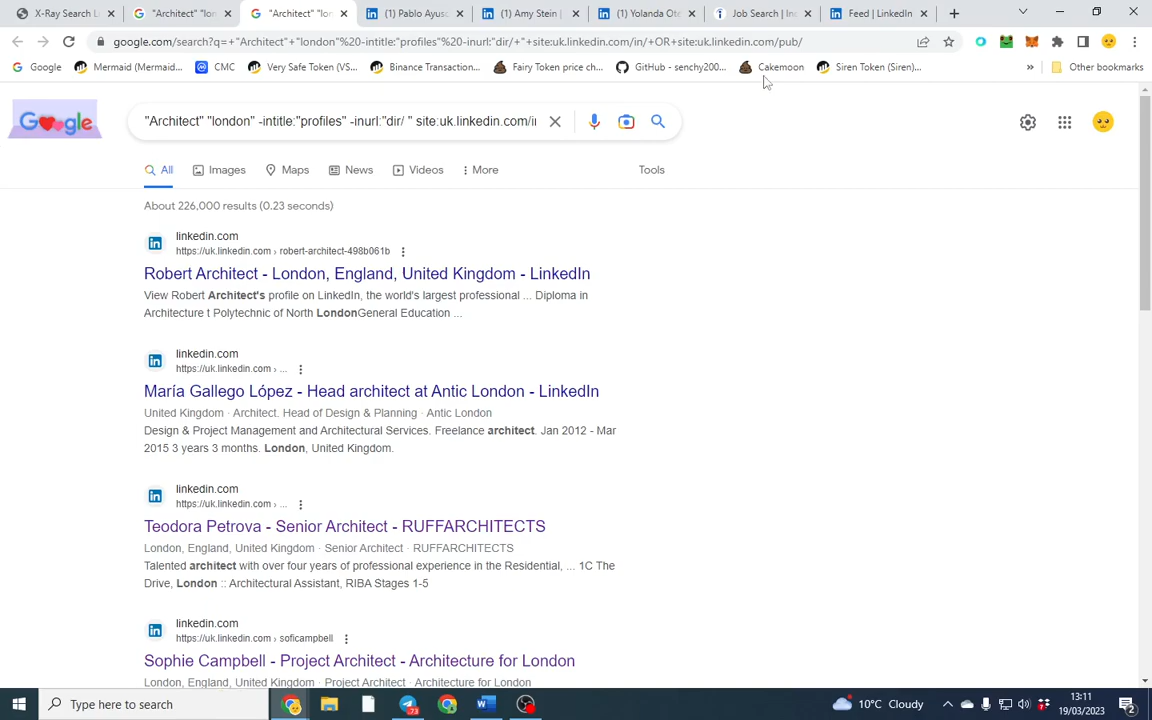 X-Ray Search L
"Architect" "lon
"Architect" "lon
(1) Pablo Ayus
(1) Amy Stein |
(1) Yolanda Oto
Job Search | In
Feed | LinkedIn
google.com/search?q=+"Architect"+"london"%20-intitle:"profiles"%20-inurl:"dir/+"+site:uk.linkedin.com/in/+OR+site:uk.linkedin.com/pub/
Google
Mermaid (Mermaid...
CMC
Very Safe Token (VS...
Binance Transaction...
Fairy Token price ch...
GitHub - senchy200...
Cakemoon
Siren Token (Siren)...
»
Other bookmarks
Google
"Architect" "london" -intitle:"profiles" -inurl:"dir/ " site:uk.linkedin.com/in
All
Images
Maps
News
Videos
More
Tools
About 226,000 results (0.23 seconds)
linkedin.com
https://uk.linkedin.com › robert-architect-498b061b
Robert Architect - London, England, United Kingdom - LinkedIn
View Robert Architect's profile on LinkedIn, the world's largest professional ... Diploma in
Architecture t Polytechnic of North LondonGeneral Education ...
linkedin.com
https://uk.linkedin.com › ...
María Gallego López - Head architect at Antic London - LinkedIn
United Kingdom · Architect. Head of Design & Planning · Antic London
Design & Project Management and Architectural Services. Freelance architect. Jan 2012 - Mar
2015 3 years 3 months. London, United Kingdom.
linkedin.com
https://uk.linkedin.com › ...
Teodora Petrova - Senior Architect - RUFFARCHITECTS
London, England, United Kingdom · Senior Architect · RUFFARCHITECTS
Talented architect with over four years of professional experience in the Residential, ... 1C The
Drive, London :: Architectural Assistant, RIBA Stages 1-5
linkedin.com
https://uk.linkedin.com › soficampbell
Sophie Campbell - Project Architect - Architecture for London
London, England, United Kingdom · Project Architect · Architecture for London
Type here to search
73
10°C Cloudy
13:11
19/03/2023
2